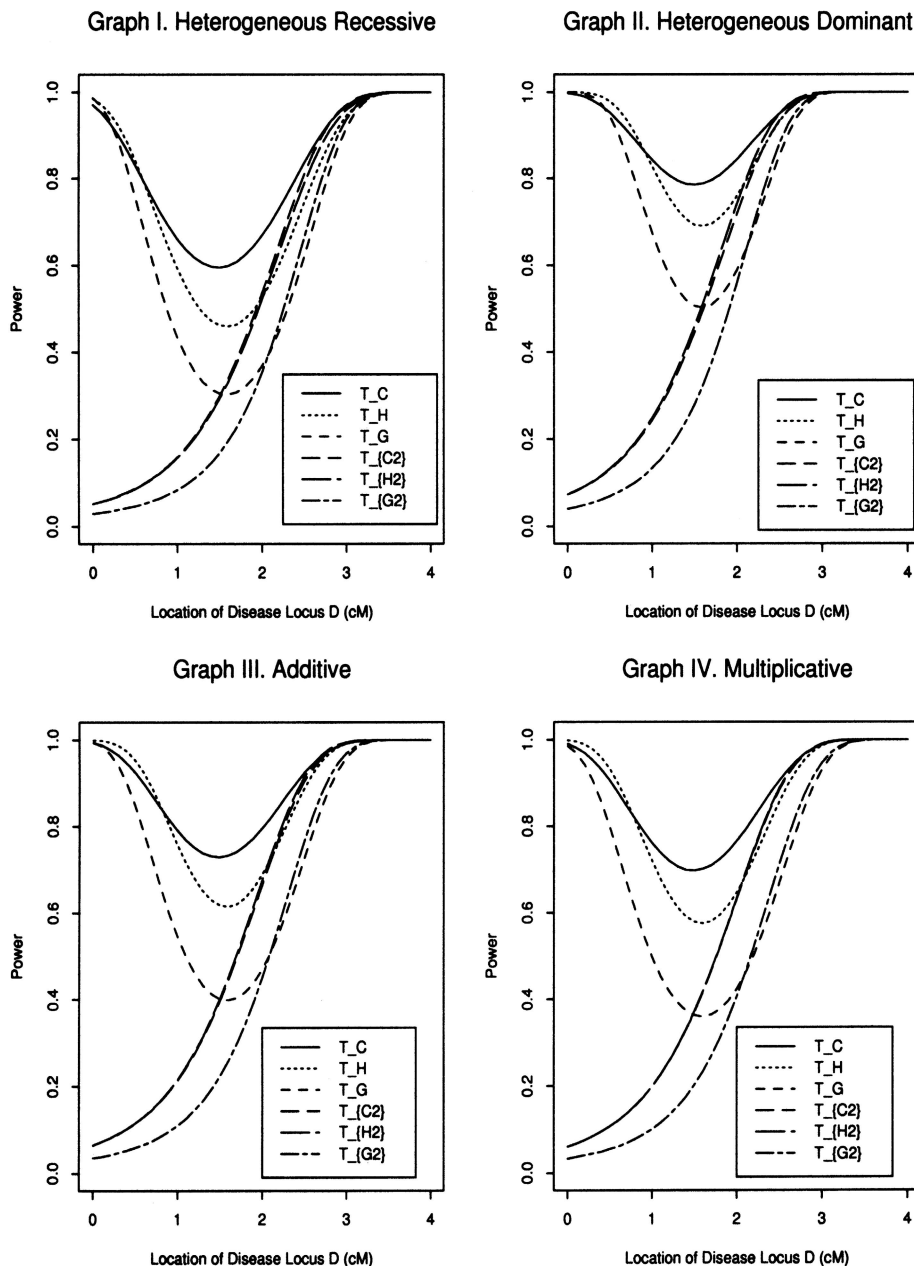 Graph I. Heterogeneous Recessive
Power
1.0
0.8
0.6
0.4
0.2
0.0
T_C
T_H
T_G
T_{C2}
T_{H2}
T_{G2}
0 1 2 3 4
Location of Disease Locus D (cM)
Graph II. Heterogeneous Dominant
Power
1.0
0.8
0.6
0.4
0.2
0.0
T_C
T_H
T_G
T_{C2}
T_{H2}
T_{G2}
0 1 2 3 4
Location of Disease Locus D (cM)
Graph III. Additive
Power
1.0
0.8
0.6
0.4
0.2
0.0
T_C
T_H
T_G
T_{C2}
T_{H2}
T_{G2}
0 1 2 3 4
Location of Disease Locus D (cM)
Graph IV. Multiplicative
Power
1.0
0.8
0.6
0.4
0.2
0.0
T_C
T_H
T_G
T_{C2}
T_{H2}
T_{G2}
0 1 2 3 4
Location of Disease Locus D (cM)